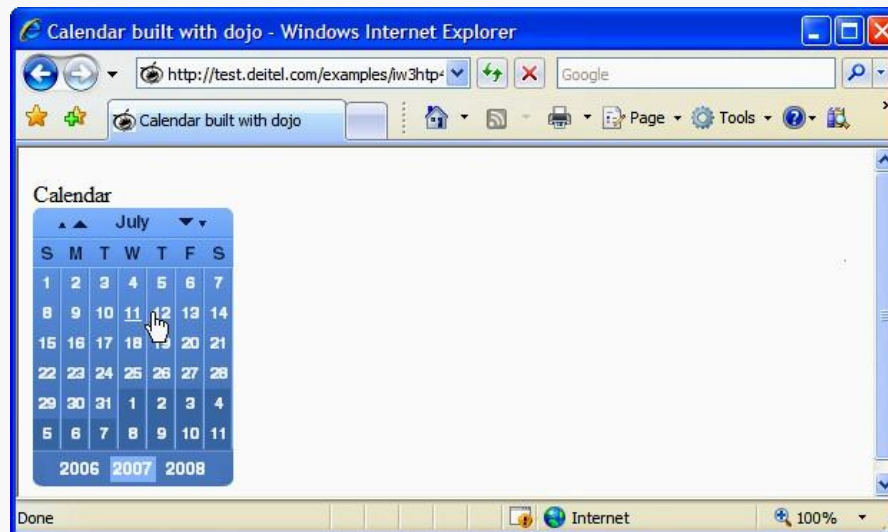 Calendar built with dojo - Windows Internet Explorer
http://test.deitel.com/examples/iw3htp
Google
Calendar built with dojo
Page
Tools
Calendar
July
S M T W T F S
1 2 3 4 5 6 7
8 9 10 11 12 13 14
15 16 17 18 19 20 21
22 23 24 25 26 27 28
29 30 31 1 2 3 4
5 6 7 8 9 10 11
2006 2007 2008
Done
Internet
100%